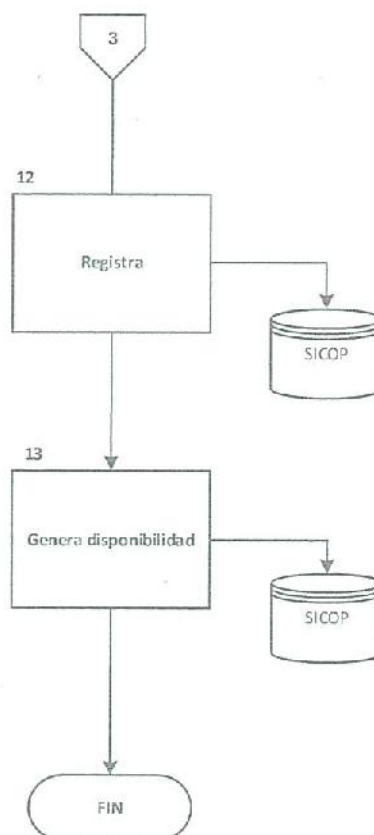 3
12
Registra
SICOP
13
Genera disponibilidad
SICOP
FIN